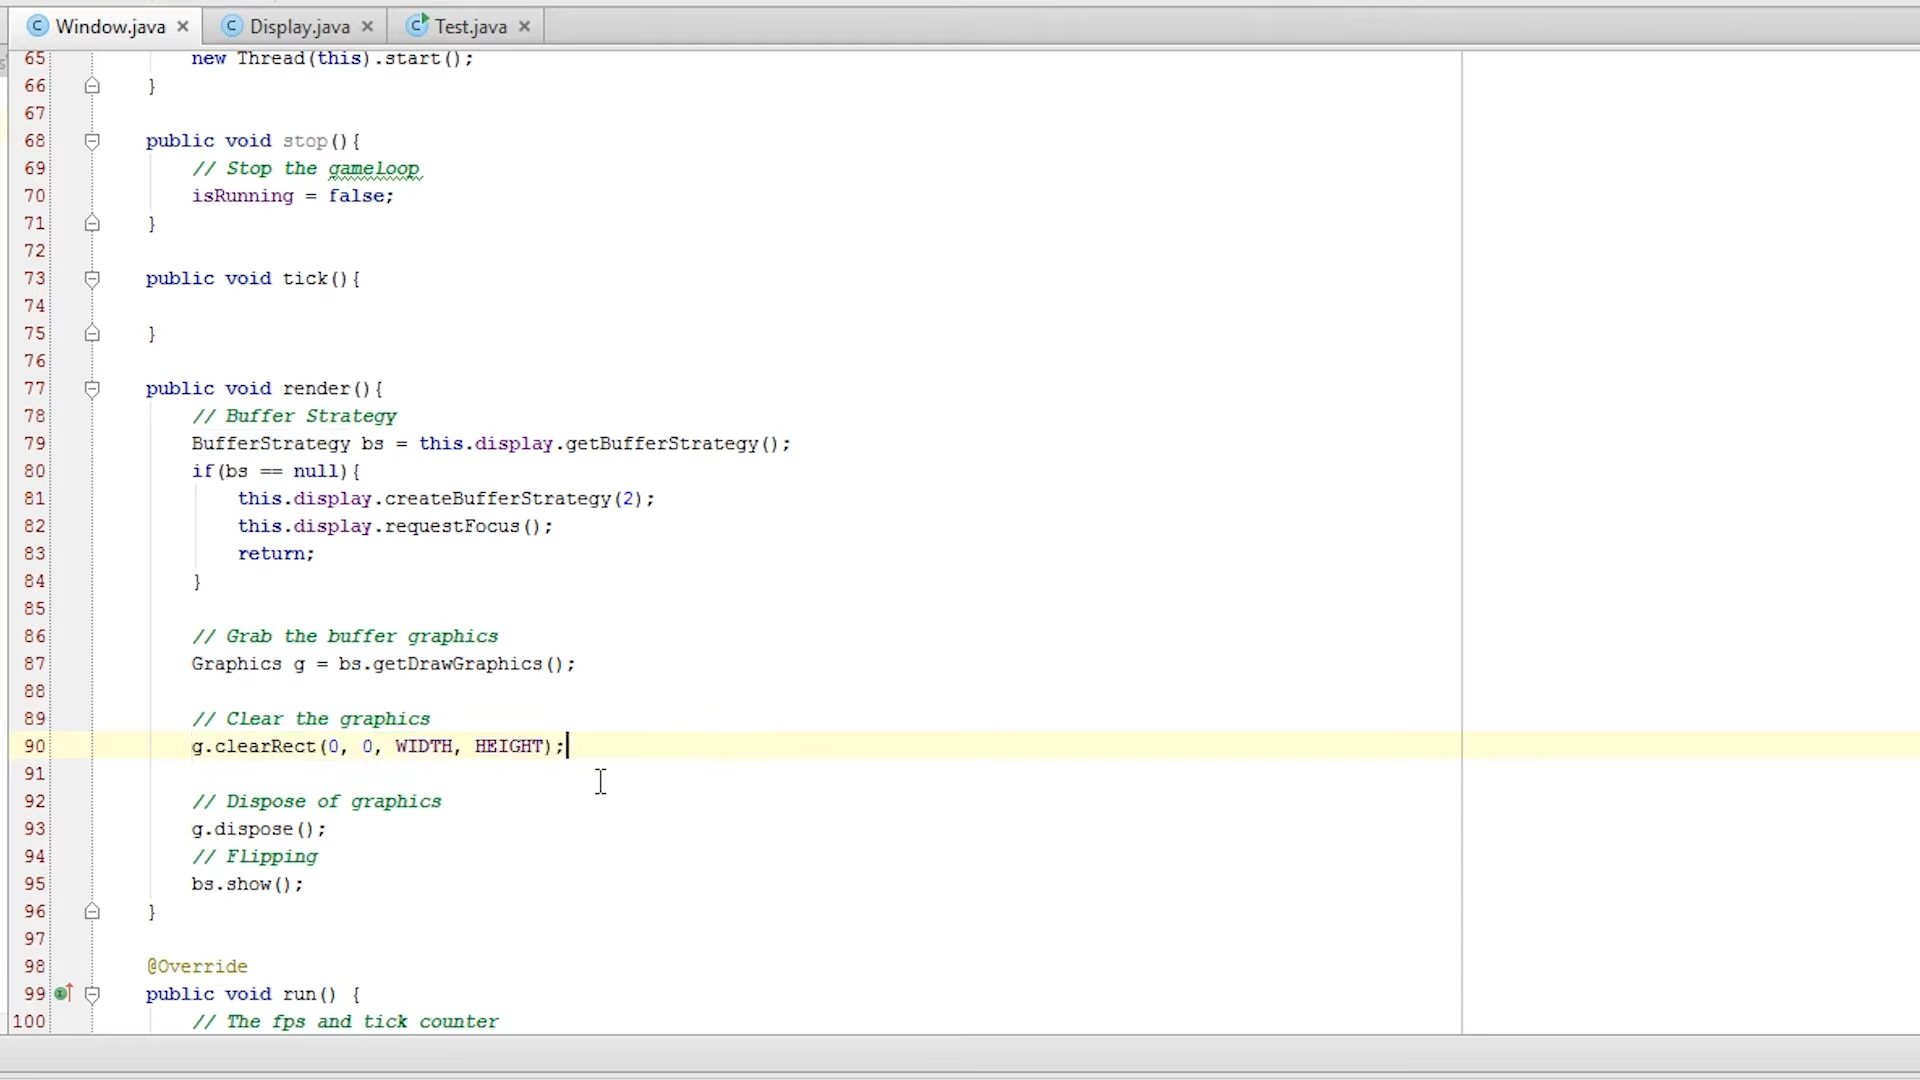 Window.java × Display.java × Test.java ×
65 new Thread(this).start();
66 }
67
68 public void stop(){
69 // Stop the gameloop
70 isRunning = false;
71 }
72
73 public void tick(){
74
75 }
76
77 public void render(){
78 // Buffer Strategy
79 BufferStrategy bs = this.display.getBufferStrategy();
80 if(bs == null){
81 this.display.createBufferStrategy(2);
82 this.display.requestFocus();
83 return;
84 }
85
86 // Grab the buffer graphics
87 Graphics g = bs.getDrawGraphics();
88
89 // Clear the graphics
90 g.clearRect(0, 0, WIDTH, HEIGHT);
91
92 // Dispose of graphics
93 g.dispose();
94 // Flipping
95 bs.show();
96 }
97
98 @Override
99 public void run() {
100 // The fps and tick counter